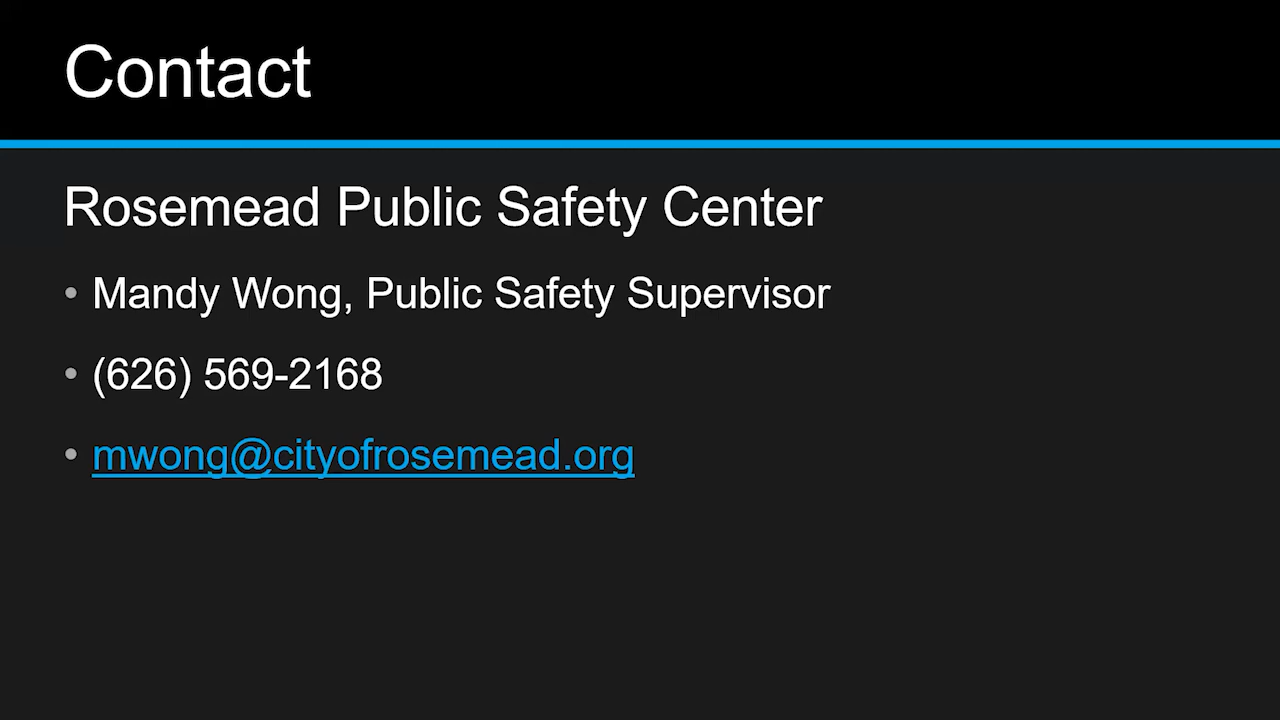 Contact
Rosemead Public Safety Center
• Mandy Wong, Public Safety Supervisor
• (626) 569-2168
• mwong@cityofrosemead.org